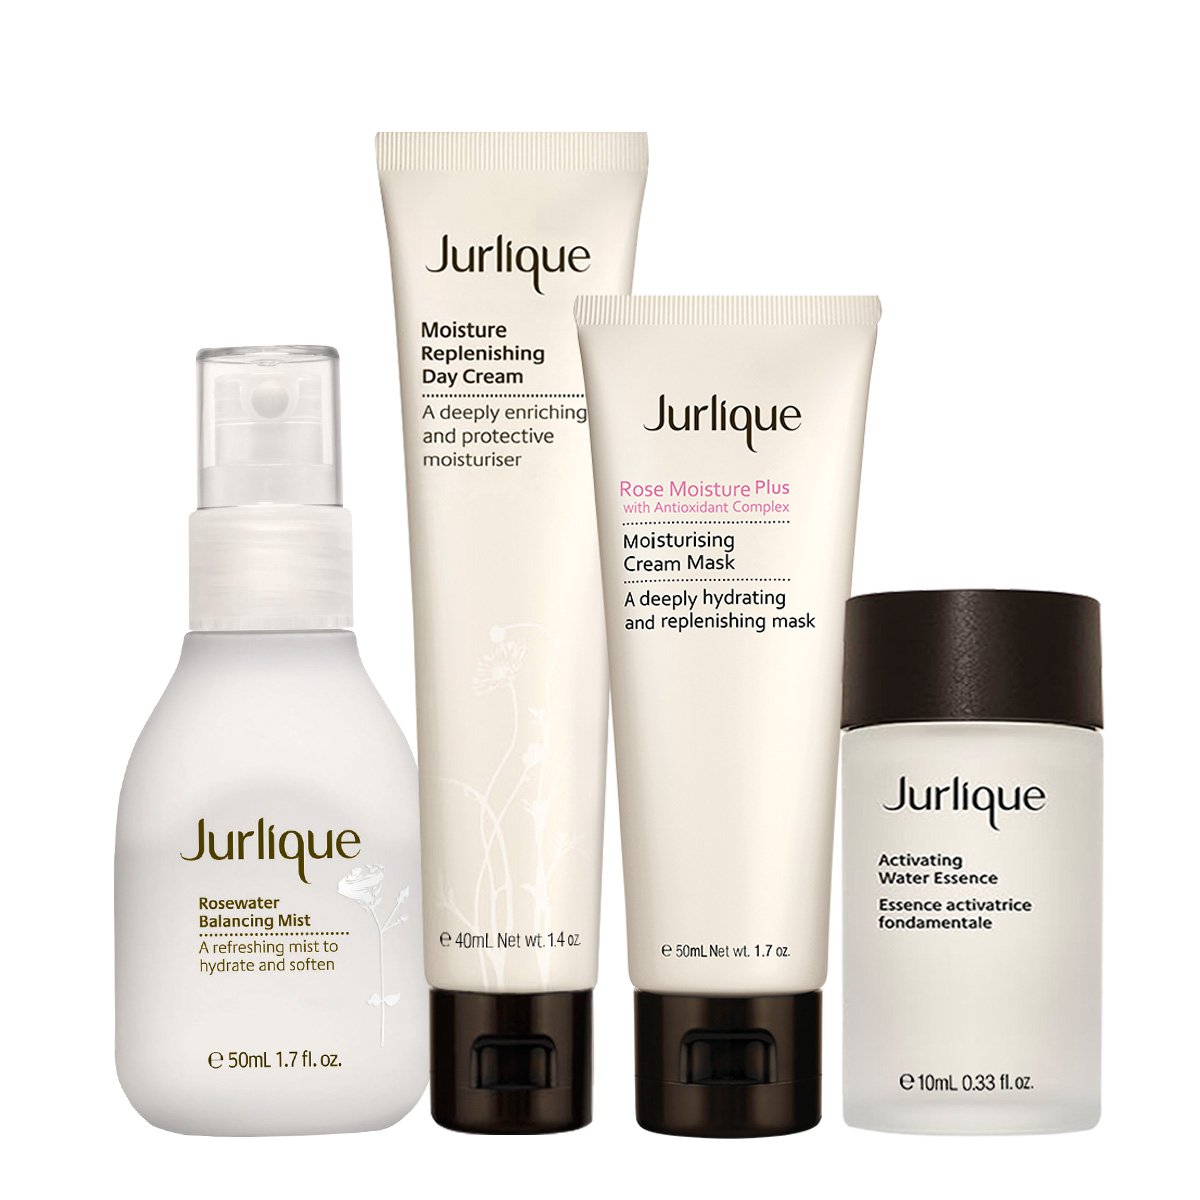 Jurlique
Rosewater
Balancing Mist
A refreshing mist to
hydrate and soften
℮ 50mL 1.7 fl. oz.
Jurlique
Moisture
Replenishing
Day Cream
A deeply enriching
and protective
moisturiser
℮ 40mL Net wt. 1.4 oz.
Jurlique
Rose Moisture Plus
with Antioxidant Complex
Moisturising
Cream Mask
A deeply hydrating
and replenishing mask
℮ 50mL Net wt. 1.7 oz.
Jurlique
Activating
Water Essence
Essence activatrice
fondamentale
℮ 10mL 0.33 fl. oz.